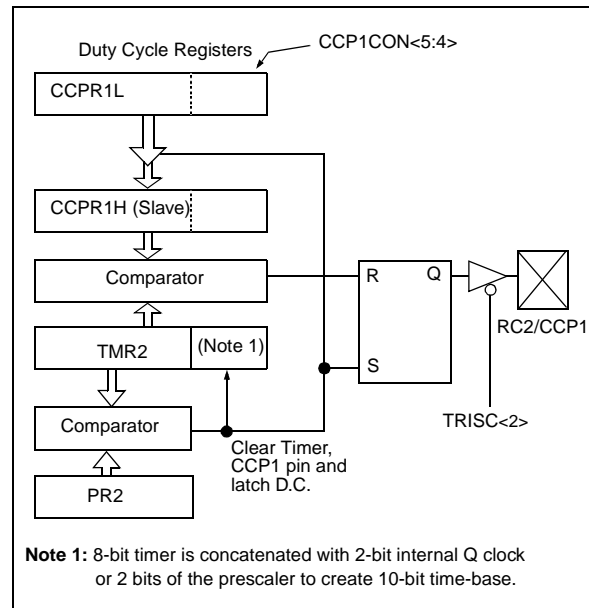 Duty Cycle Registers
CCP1CON<5:4>
CCPR1L
CCPR1H (Slave)
Comparator
R
Q
RC2/CCP1
TMR2
(Note 1)
S
TRISC<2>
Comparator
Clear Timer,
CCP1 pin and
latch D.C.
PR2
Note 1: 8-bit timer is concatenated with 2-bit internal Q clock
or 2 bits of the prescaler to create 10-bit time-base.